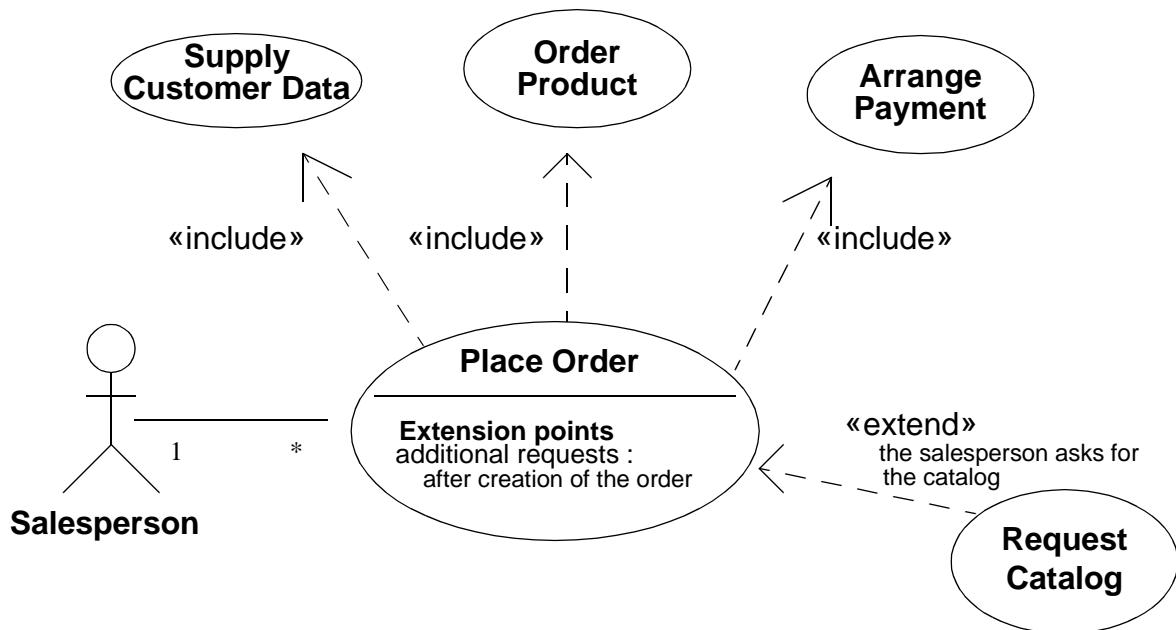 Supply
Customer Data
Order
Product
Arrange
Payment
«include»
«include»
«include»
Place Order
Extension points
additional requests :
after creation of the order
1
*
Salesperson
«extend»
the salesperson asks for
the catalog
Request
Catalog